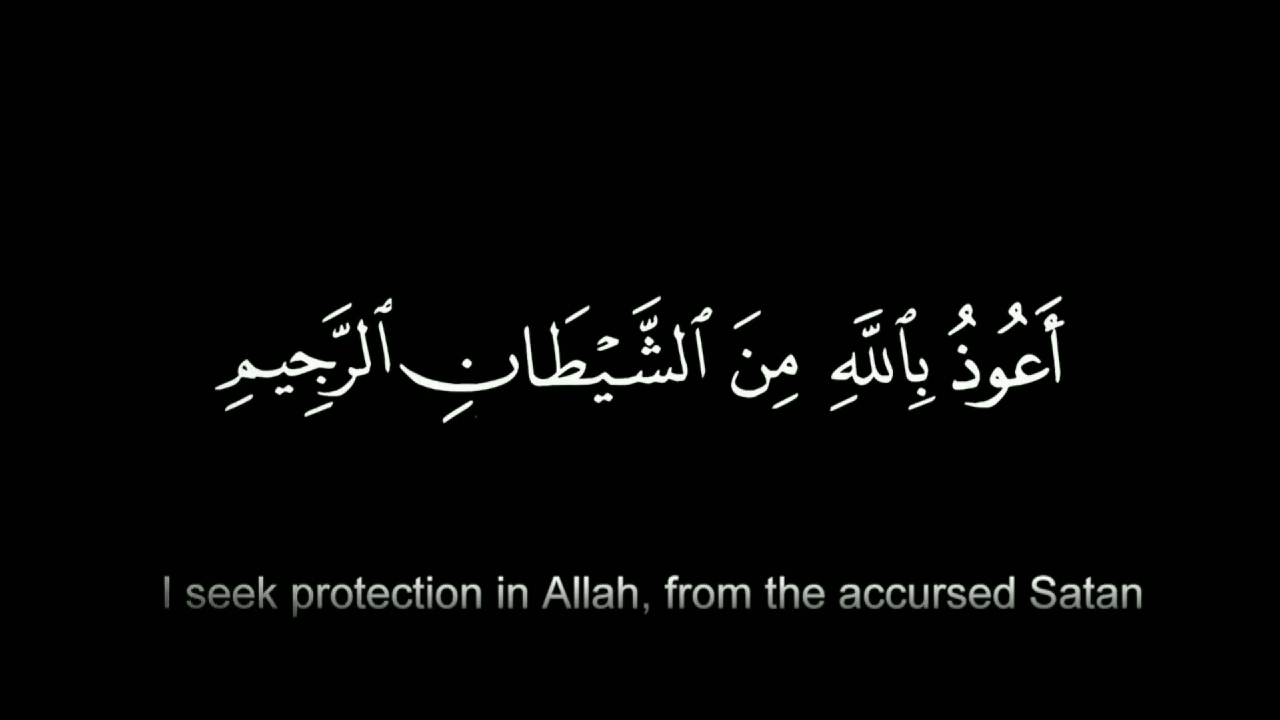 أَعُوذُ بِٱللَّهِ مِنَ ٱلشَّيْطَانِ ٱلرَّجِيمِ
I seek protection in Allah, from the accursed Satan